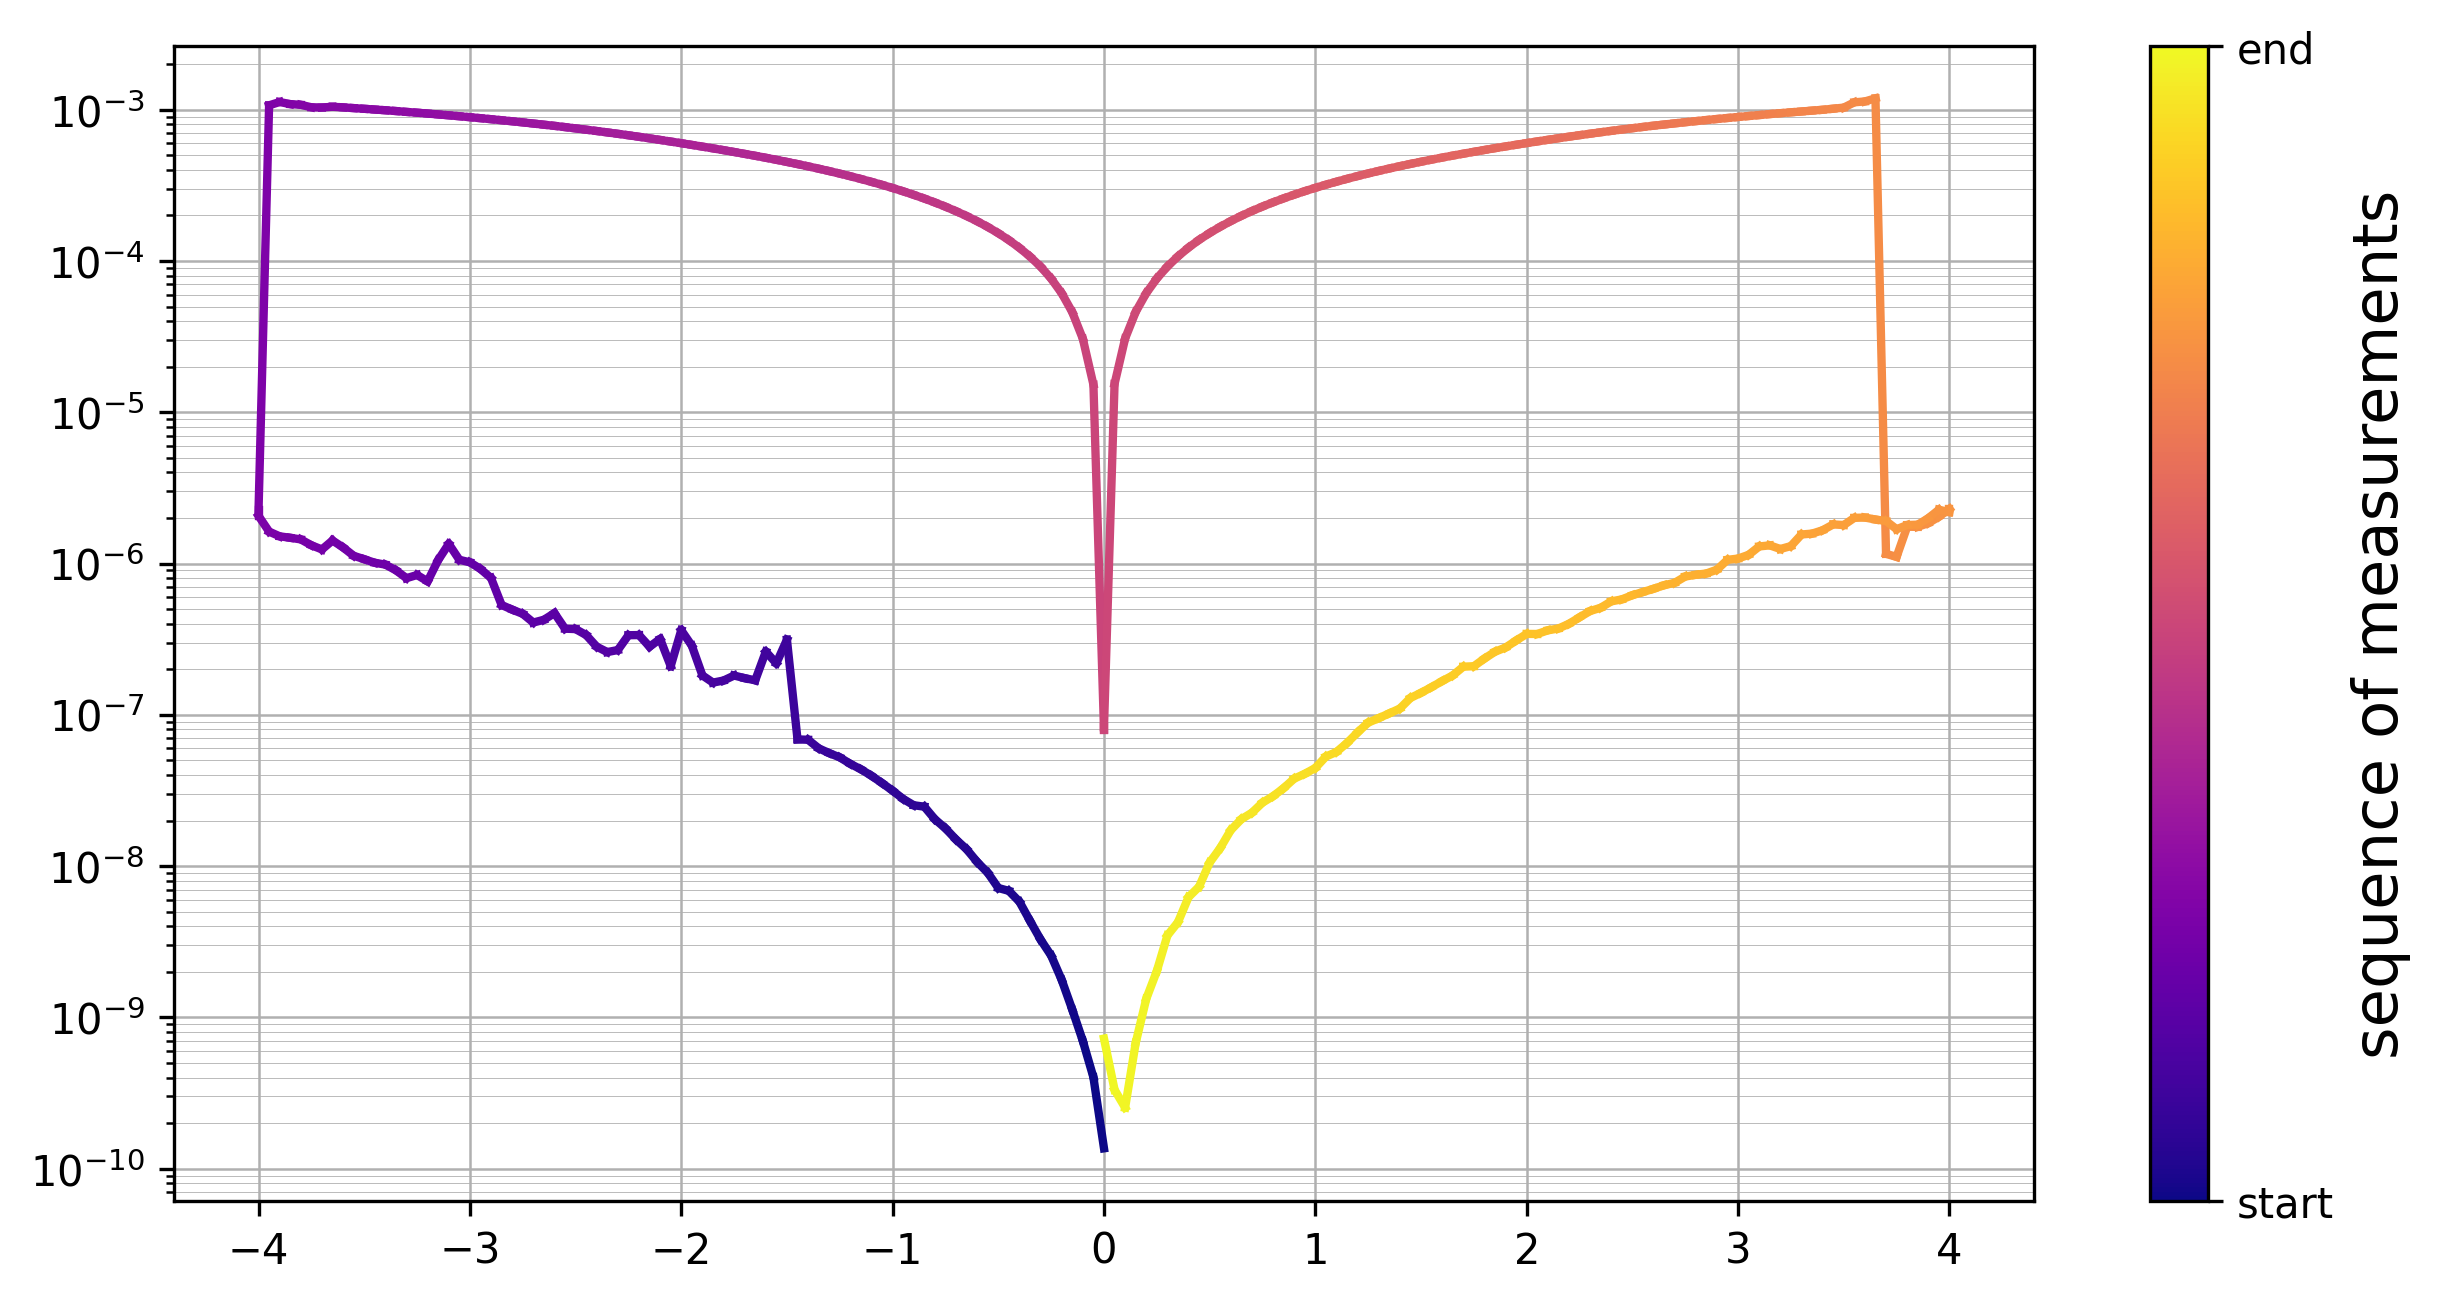 10⁻³
10⁻⁴
10⁻⁵
10⁻⁶
10⁻⁷
10⁻⁸
10⁻⁹
10⁻¹⁰
−4 −3 −2 −1 0 1 2 3 4
end
start
sequence of measurements